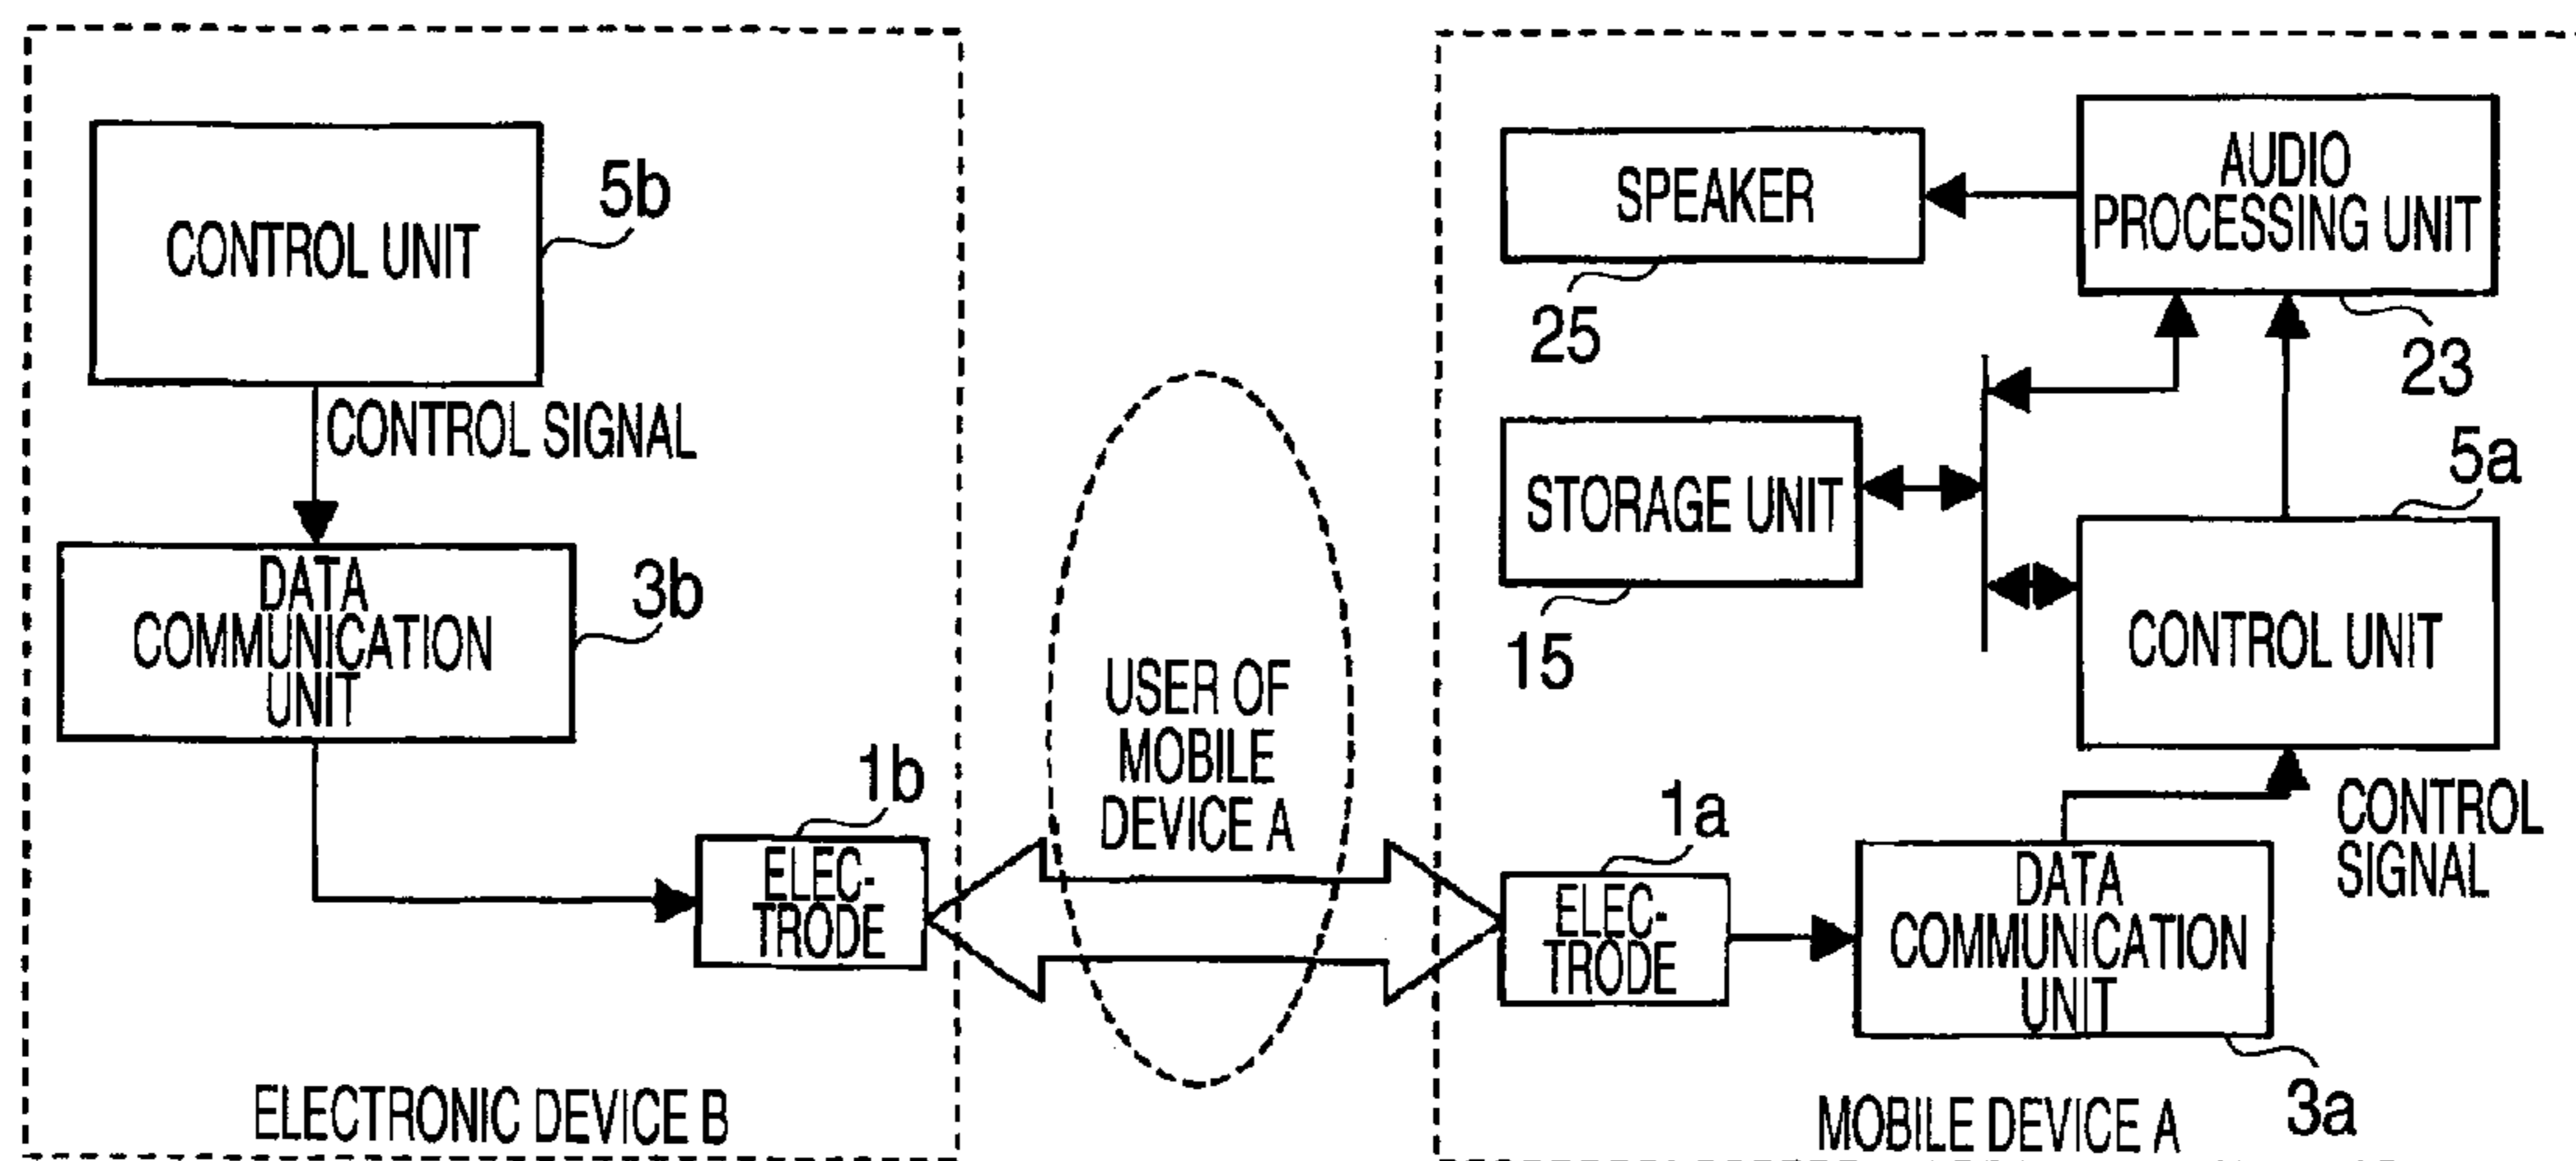 CONTROL UNIT
5b
CONTROL SIGNAL
DATA
COMMUNICATION
UNIT
3b
1b
ELEC-
TRODE
ELECTRONIC DEVICE B
USER OF
MOBILE
DEVICE A
SPEAKER
25
AUDIO
PROCESSING UNIT
23
STORAGE UNIT
15
5a
CONTROL UNIT
1a
ELEC-
TRODE
CONTROL
SIGNAL
DATA
COMMUNICATION
UNIT
3a
MOBILE DEVICE A